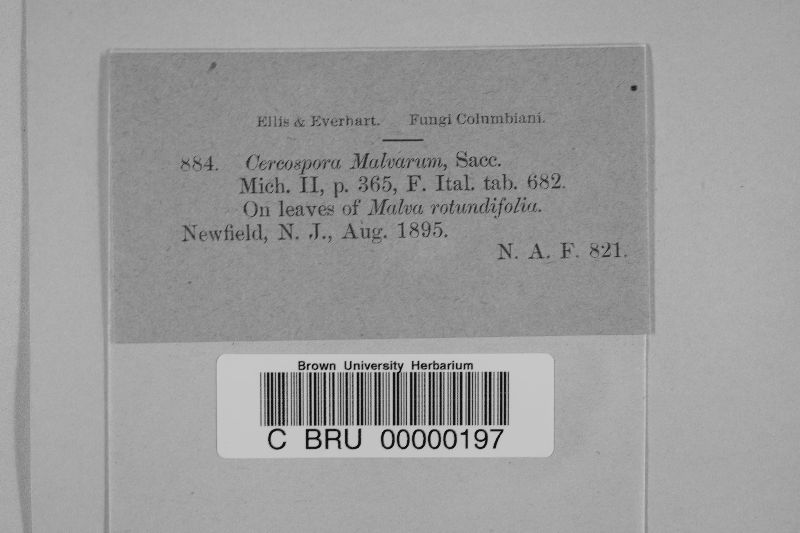 Ellis & Everhart. Fungi Columbiani.
884. Cercospora Malvarum, Sacc.
Mich. II, p. 365, F. Ital. tab. 682.
On leaves of Malva rotundifolia.
Newfield, N. J., Aug. 1895.
N. A. F. 821.
Brown University Herbarium
C BRU 00000197